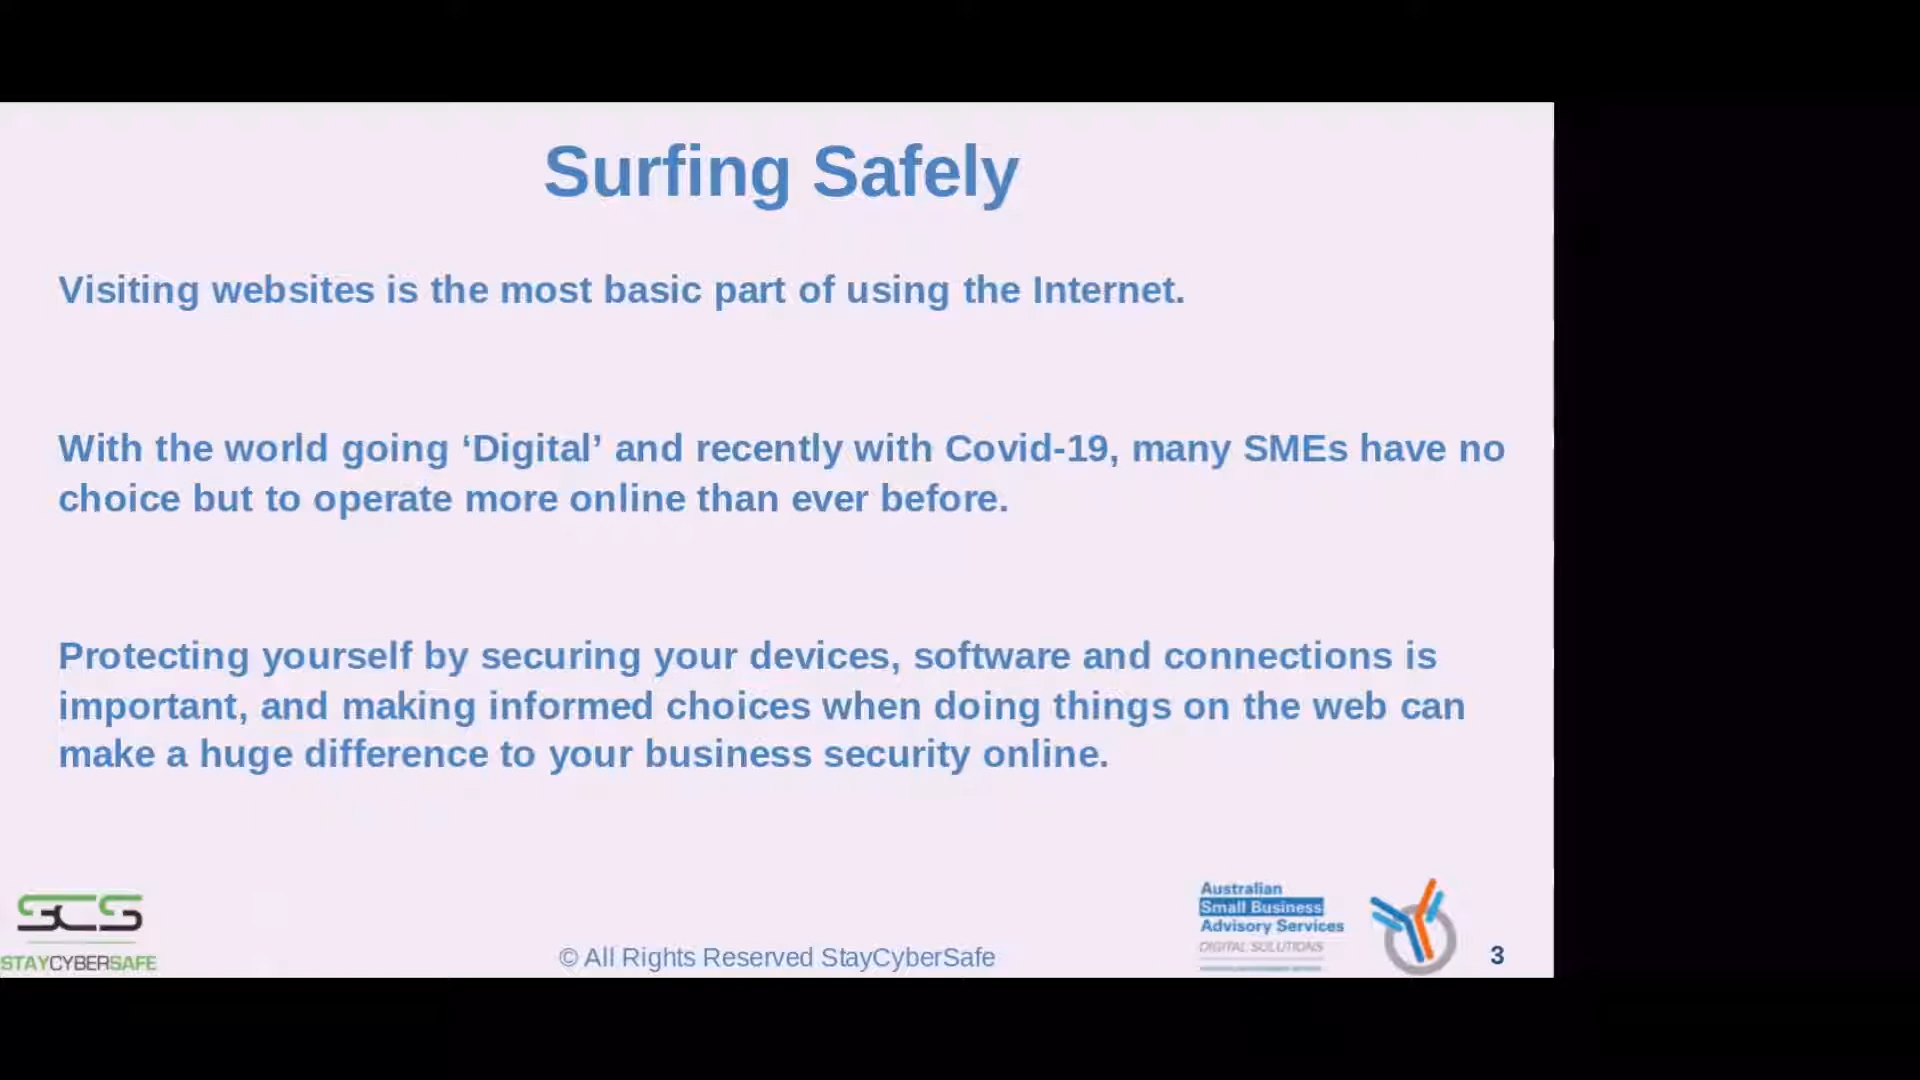 Surfing Safely
Visiting websites is the most basic part of using the Internet.
With the world going ‘Digital’ and recently with Covid-19, many SMEs have no
choice but to operate more online than ever before.
Protecting yourself by securing your devices, software and connections is
important, and making informed choices when doing things on the web can
make a huge difference to your business security online.
SCS
STAYCYBERSAFE
© All Rights Reserved StayCyberSafe
Australian
Small Business
Advisory Services
DIGITAL SOLUTIONS
3